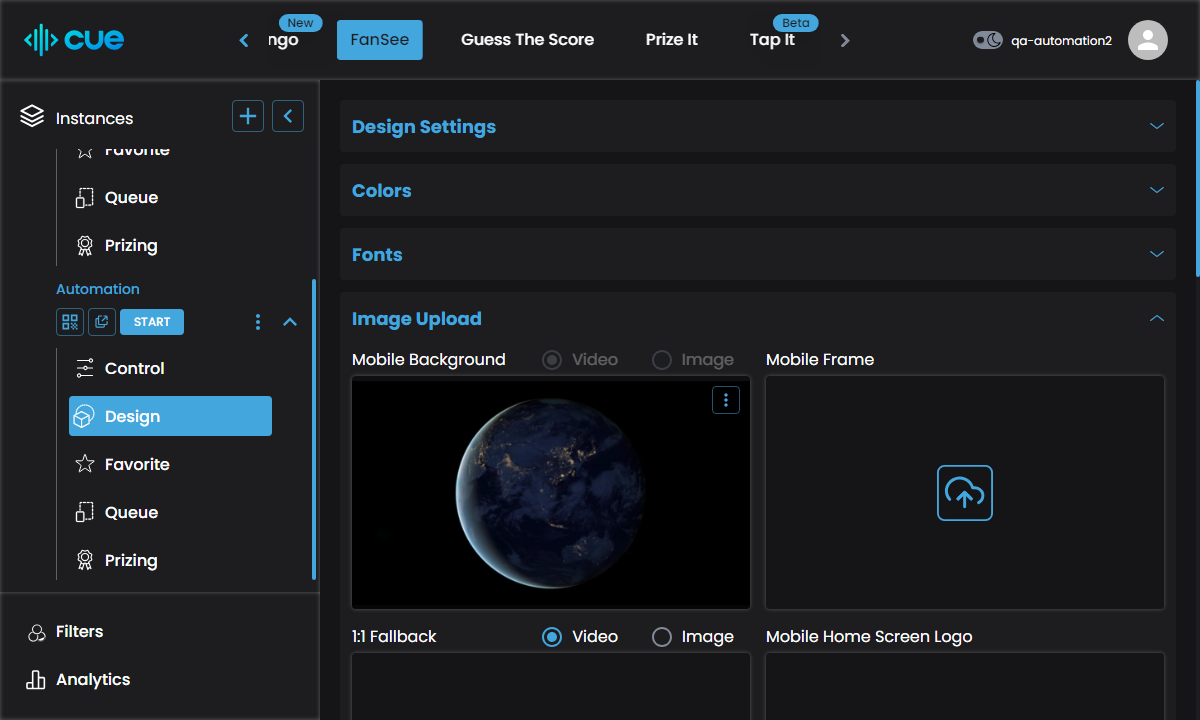 cue
New
ngo
FanSee
Guess The Score
Prize It
Beta
Tap It
qa-automation2
Instances
Favorite
Queue
Prizing
Automation
START
Control
Design
Favorite
Queue
Prizing
Filters
Analytics
Design Settings
Colors
Fonts
Image Upload
Mobile Background
Video
Image
Mobile Frame
1:1 Fallback
Video
Image
Mobile Home Screen Logo